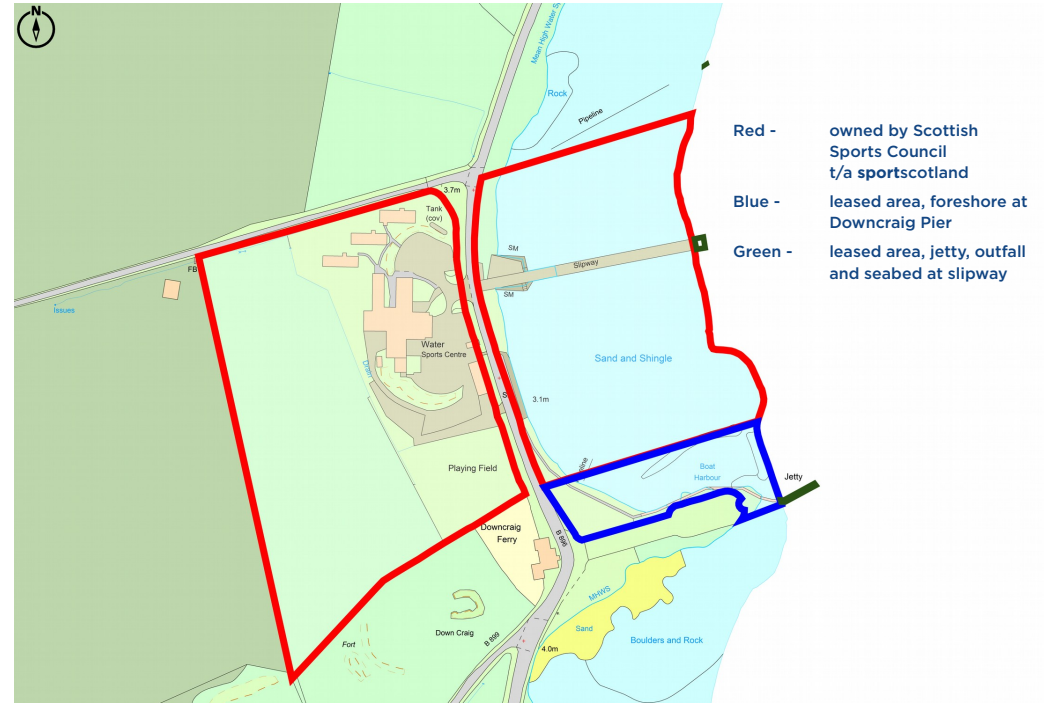 N
Mean High Water
Rock
Pipeline
Red - owned by Scottish
Sports Council
t/a sportscotland
Blue - leased area, foreshore at
Downcraig Pier
Green - leased area, jetty, outfall
and seabed at slipway
3.7m
Tank
(cov)
FB
Issues
SM
Slipway
SM
Water
Sports Centre
Drain
Sand and Shingle
3.1m
Playing Field
Boat
Harbour
Jetty
Downcraig
Ferry
B 896
MHWS
Sand
Down Craig
B 899
Fort
4.0m
Boulders and Rock